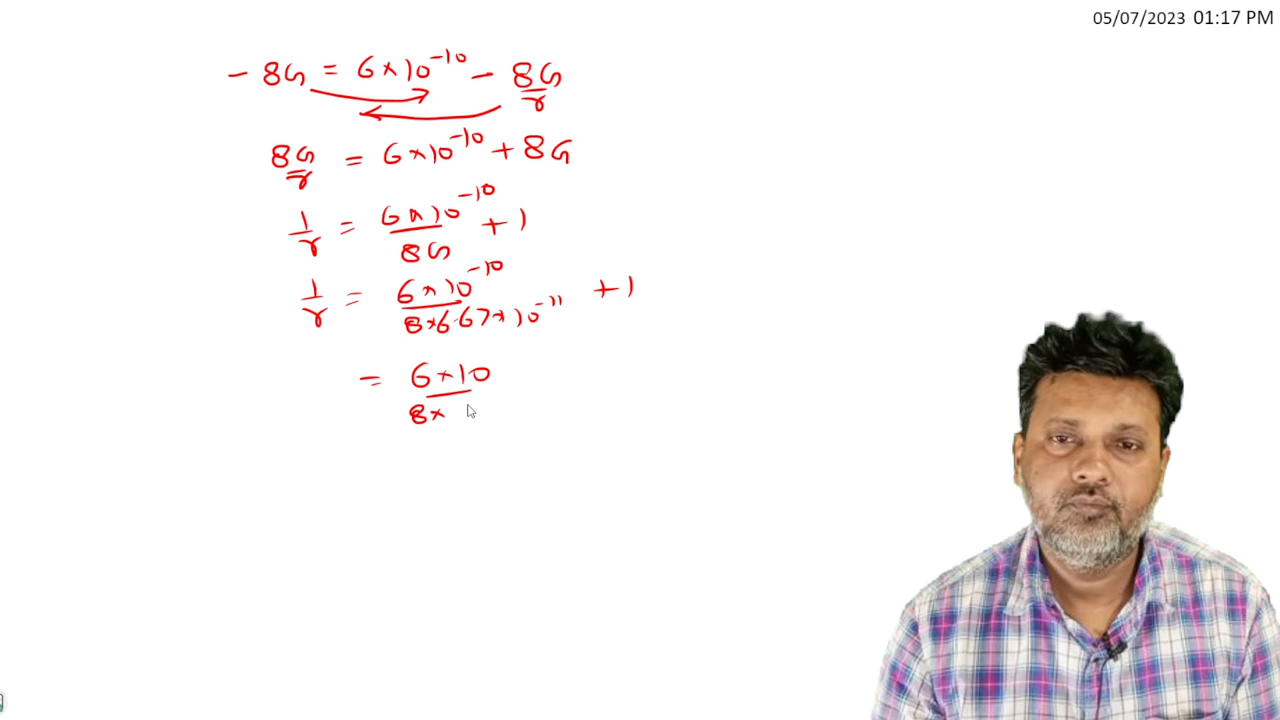 05/07/2023 01:17 PM
- 8G = 6×10⁻¹⁰ - 8G/r
8G/r = 6×10⁻¹⁰ + 8G
1/r = 6×10⁻¹⁰/8G + 1
1/r = 6×10⁻¹⁰/8×6.67×10⁻¹¹ + 1
= 6×10/8×